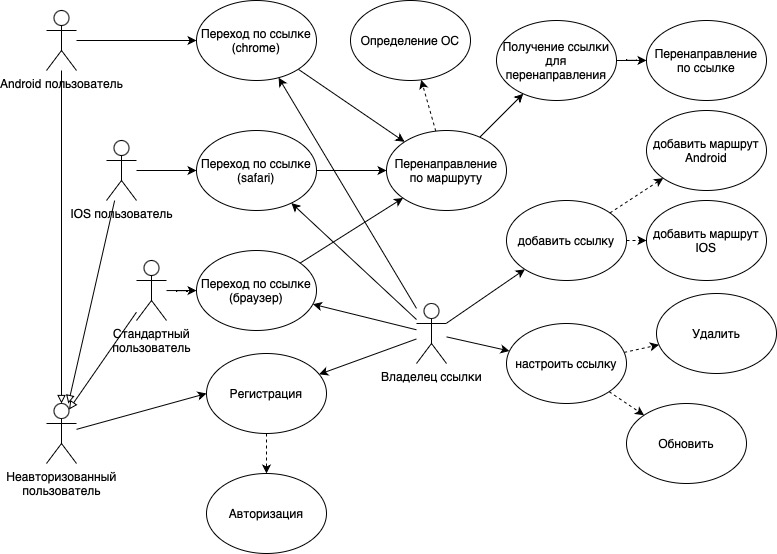 Android пользователь
Переход по ссылке
(chrome)
Определение ОС
Получение ссылки
для
перенаправления
Перенаправление
по ссылке
IOS пользователь
Переход по ссылке
(safari)
Перенаправление
по маршруту
добавить маршрут
Android
добавить ссылку
добавить маршрут
IOS
Стандартный
пользователь
Переход по ссылке
(браузер)
Владелец ссылки
настроить ссылку
Удалить
Обновить
Неавторизованный
пользователь
Регистрация
Авторизация